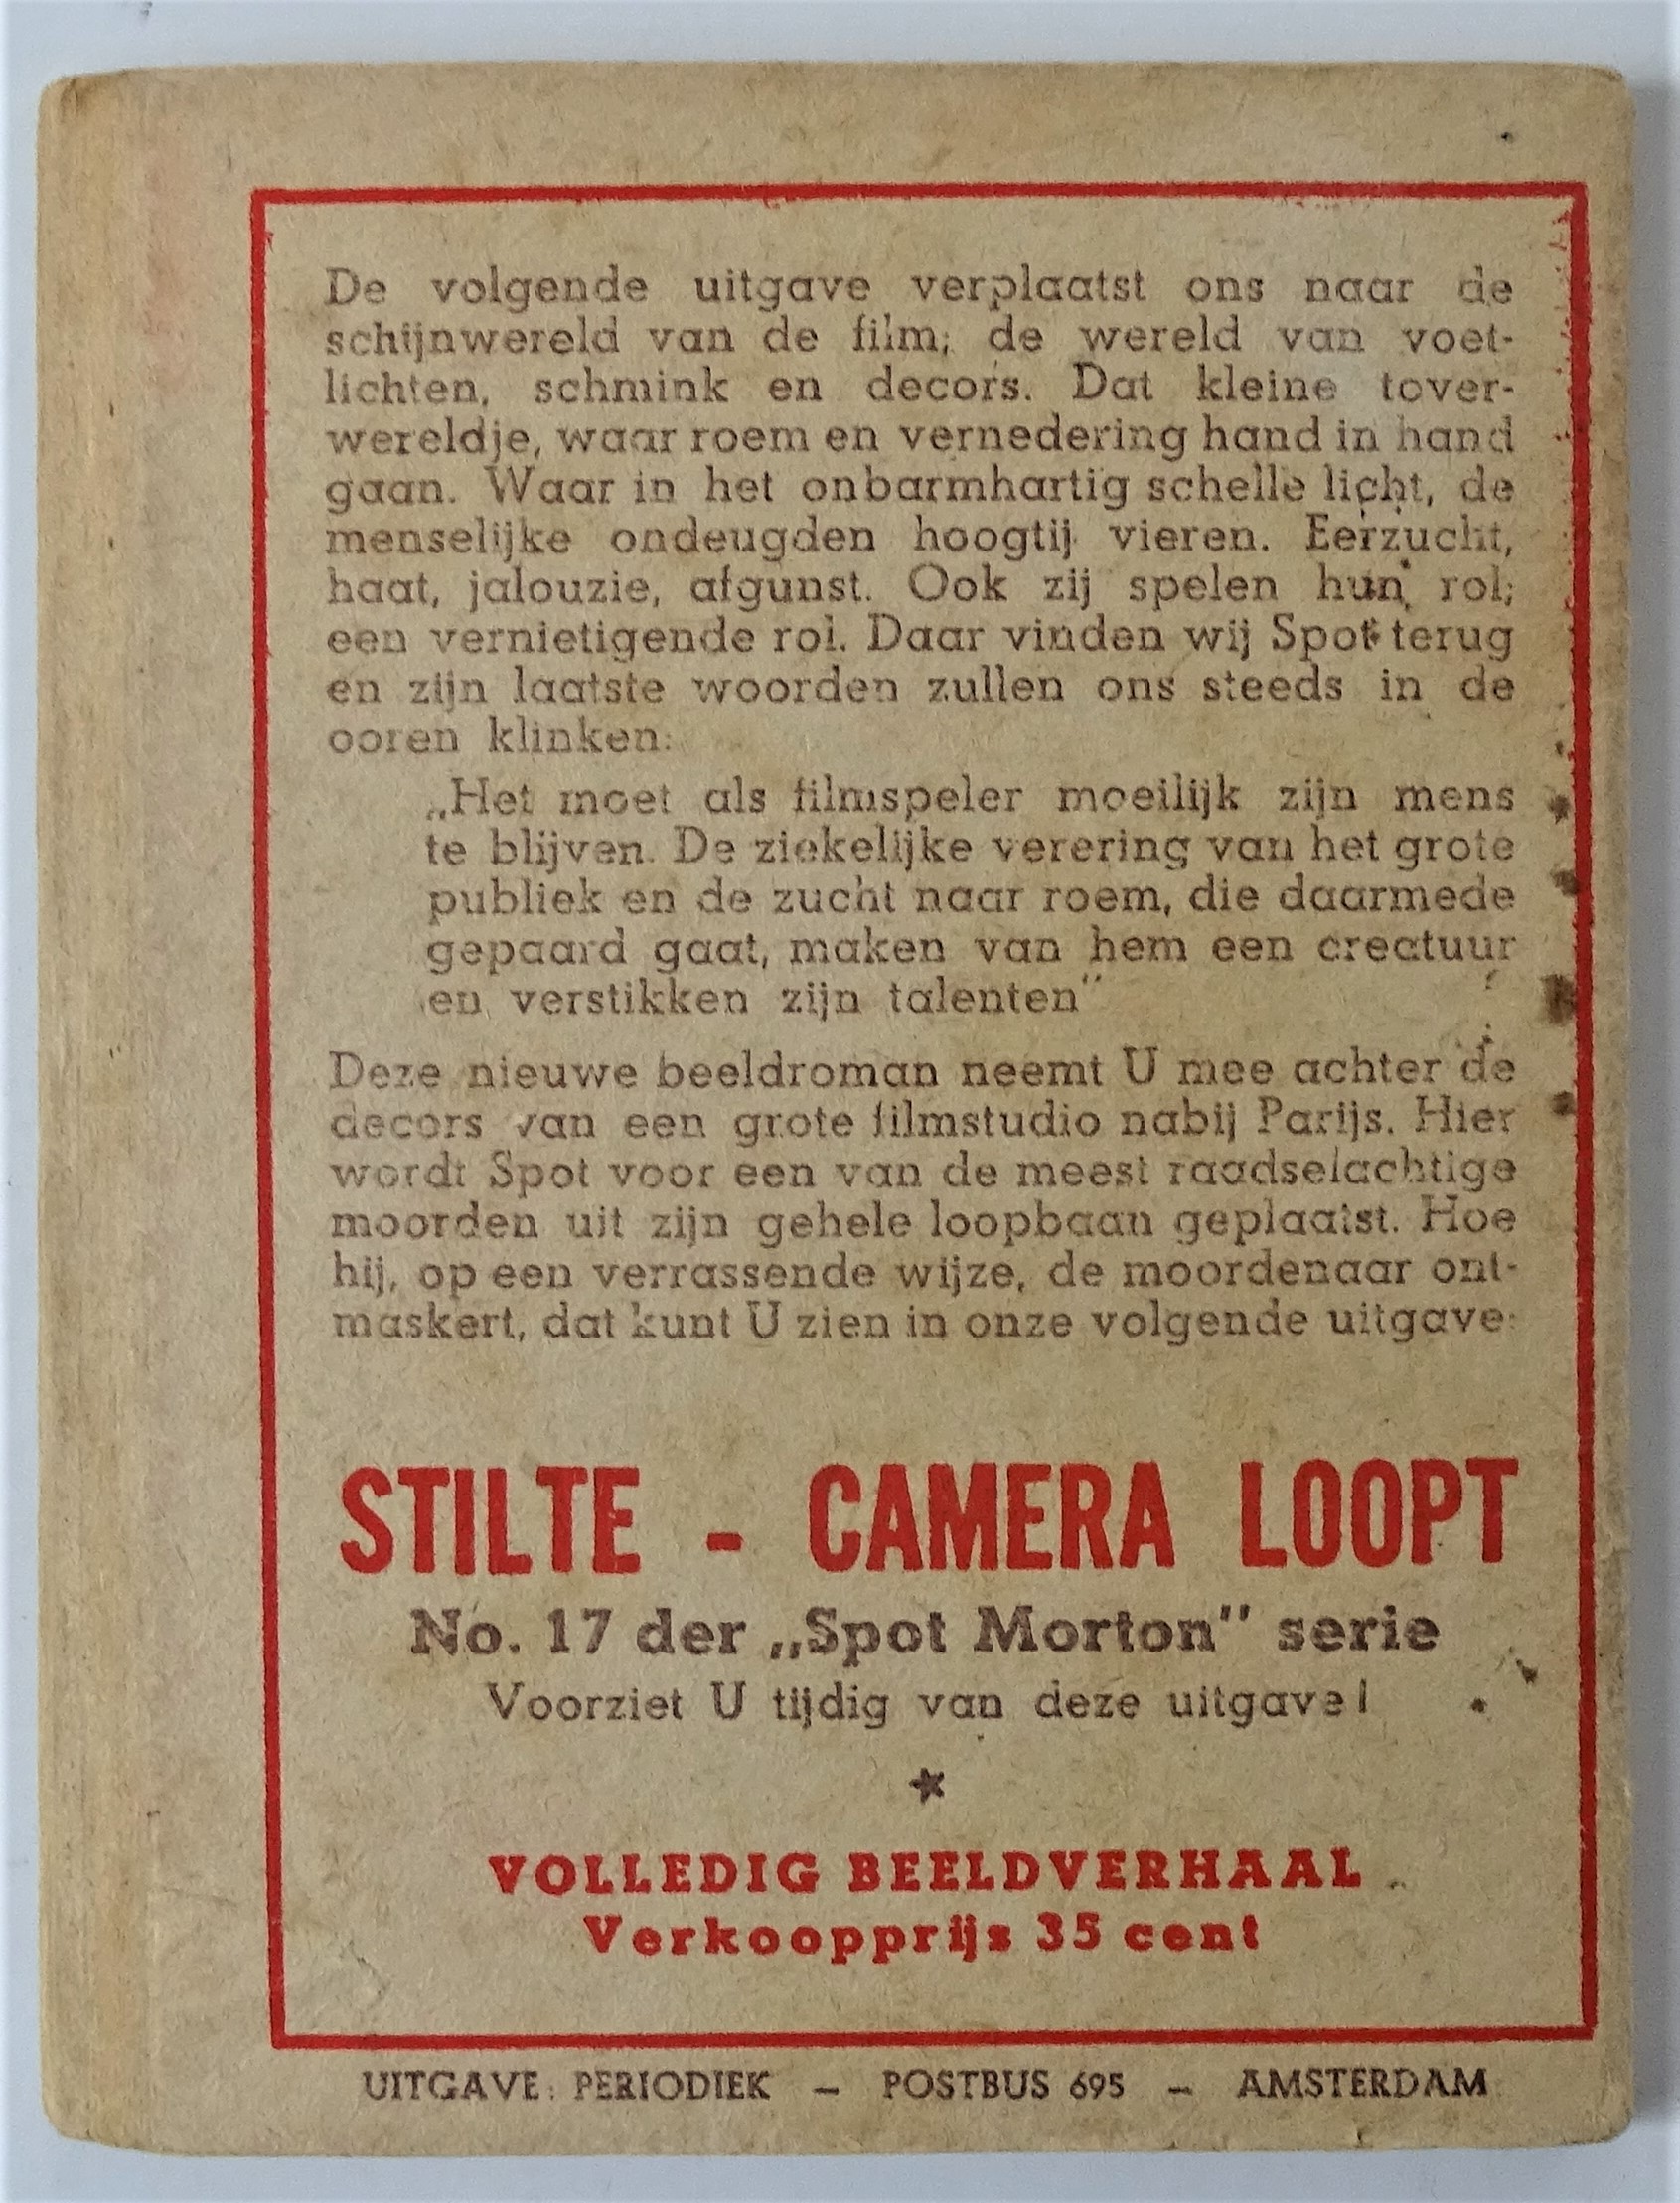 De volgende uitgave verplaatst ons naar de
schijnwereld van de film; de wereld van voet-
lichten, schmink en decors. Dat kleine tover-
wereldje, waar roem en vernedering hand in hand
gaan. Waar in het onbarmhartig schelle licht, de
menselijke ondeugden hoogtij vieren. Eerzucht,
haat, jalouzie, afgunst. Ook zij spelen hun rol;
een vernietigende rol. Daar vinden wij Spot terug
en zijn laatste woorden zullen ons steeds in de
ooren klinken:
„Het moet als filmspeler moeilijk zijn mens
te blijven. De ziekelijke verering van het grote
publiek en de zucht naar roem, die daarmede
gepaard gaat, maken van hem een creatuur
en verstikken zijn talenten"
Deze nieuwe beeldroman neemt U mee achter de
decors van een grote filmstudio nabij Parijs. Hier
wordt Spot voor een van de meest raadselachtige
moorden uit zijn gehele loopbaan geplaatst. Hoe
hij, op een verrassende wijze, de moordenaar ont-
maskert, dat kunt U zien in onze volgende uitgave:
STILTE - CAMERA LOOPT
No. 17 der „Spot Morton" serie
Voorziet U tijdig van deze uitgave!
*
VOLLEDIG BEELDVERHAAL
Verkoopprijs 35 cent
UITGAVE: PERIODIEK – POSTBUS 695 – AMSTERDAM